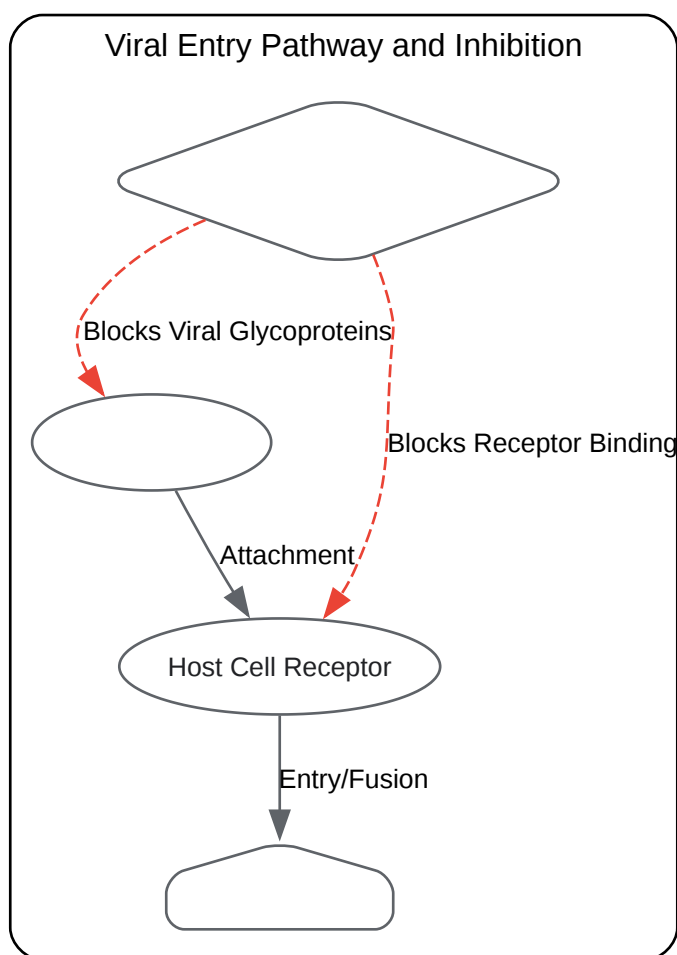 Viral Entry Pathway and Inhibition
Blocks Viral Glycoproteins
Blocks Receptor Binding
Attachment
Host Cell Receptor
Entry/Fusion